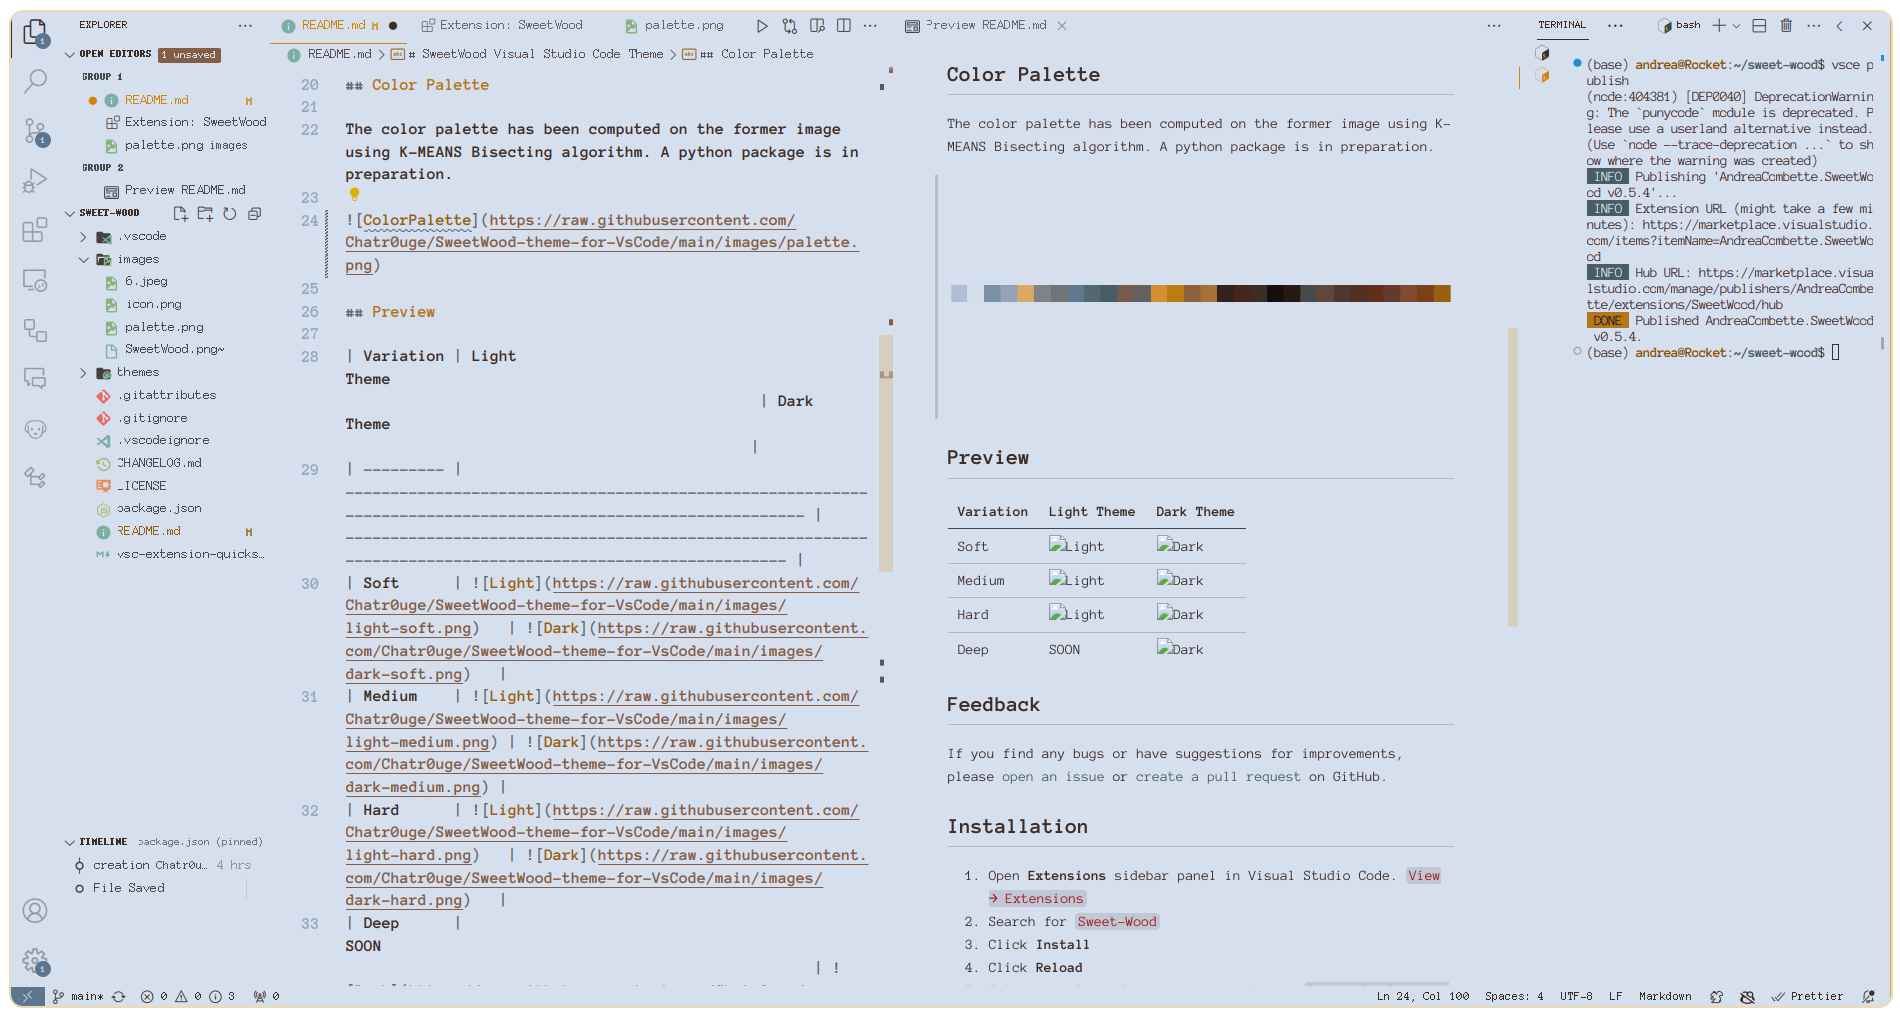 EXPLORER
OPEN EDITORS 1 unsaved
GROUP 1
README.md M
Extension: SweetWood
palette.png images
GROUP 2
Preview README.md
SWEET-WOOD
.vscode
images
6.jpeg
icon.png
palette.png
SweetWood.png~
themes
.gitattributes
.gitignore
.vscodeignore
CHANGELOG.md
LICENSE
package.json
README.md M
vsc-extension-quicks…
TIMELINE package.json (pinned)
creation Chatr0u… 4 hrs
File Saved
README.md M
Extension: SweetWood
palette.png
README.md > # SweetWood Visual Studio Code Theme > ## Color Palette
20 ## Color Palette
21
22 The color palette has been computed on the former image
using K-MEANS Bisecting algorithm. A python package is in
preparation.
23
24 ![ColorPalette](https://raw.githubusercontent.com/
Chatr0uge/SweetWood-theme-for-VsCode/main/images/palette.
png)
25
26 ## Preview
27
28 | Variation | Light
Theme
| Dark
Theme
|
29 | --------- |
----------------------------------------------------------
--------------------------------------------------- |
----------------------------------------------------------
------------------------------------------------- |
30 | Soft | ![Light](https://raw.githubusercontent.com/
Chatr0uge/SweetWood-theme-for-VsCode/main/images/
light-soft.png) | ![Dark](https://raw.githubusercontent.
com/Chatr0uge/SweetWood-theme-for-VsCode/main/images/
dark-soft.png) |
31 | Medium | ![Light](https://raw.githubusercontent.com/
Chatr0uge/SweetWood-theme-for-VsCode/main/images/
light-medium.png) | ![Dark](https://raw.githubusercontent.
com/Chatr0uge/SweetWood-theme-for-VsCode/main/images/
dark-medium.png) |
32 | Hard | ![Light](https://raw.githubusercontent.com/
Chatr0uge/SweetWood-theme-for-VsCode/main/images/
light-hard.png) | ![Dark](https://raw.githubusercontent.
com/Chatr0uge/SweetWood-theme-for-VsCode/main/images/
dark-hard.png) |
33 | Deep |
SOON
| !
Preview README.md
Color Palette
The color palette has been computed on the former image using K-
MEANS Bisecting algorithm. A python package is in preparation.
Preview
Variation Light Theme Dark Theme
Soft Light Dark
Medium Light Dark
Hard Light Dark
Deep SOON Dark
Feedback
If you find any bugs or have suggestions for improvements,
please open an issue or create a pull request on GitHub.
Installation
1. Open Extensions sidebar panel in Visual Studio Code. View
→ Extensions
2. Search for Sweet-Wood
3. Click Install
4. Click Reload
TERMINAL
bash
(base) andrea@Rocket:~/sweet-wood$ vsce p
ublish
(node:404381) [DEP0040] DeprecationWarnin
g: The `punycode` module is deprecated. P
lease use a userland alternative instead.
(Use `node --trace-deprecation ...` to sh
ow where the warning was created)
INFO Publishing 'AndreaCombette.SweetWo
od v0.5.4'...
INFO Extension URL (might take a few mi
nutes): https://marketplace.visualstudio.
com/items?itemName=AndreaCombette.SweetWo
od
INFO Hub URL: https://marketplace.visua
lstudio.com/manage/publishers/AndreaCombe
tte/extensions/SweetWood/hub
DONE Published AndreaCombette.SweetWood
v0.5.4.
(base) andrea@Rocket:~/sweet-wood$
main* 0 0 3 0
Ln 24, Col 100 Spaces: 4 UTF-8 LF Markdown Prettier